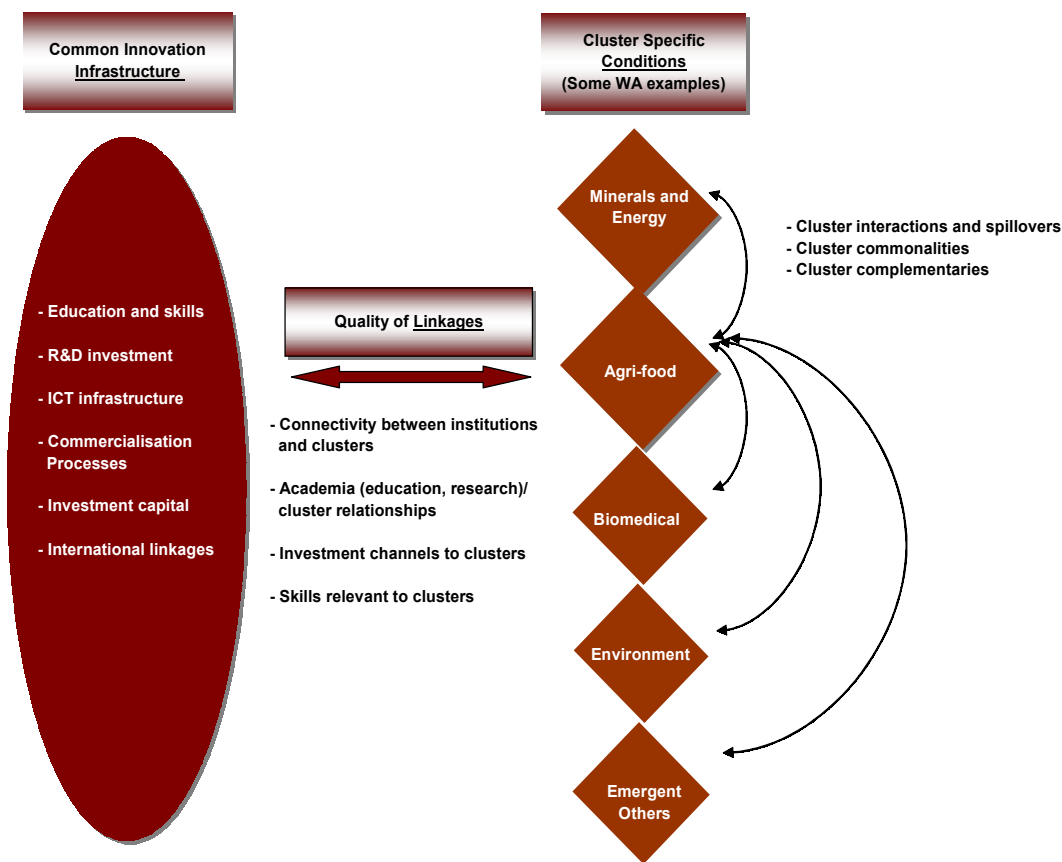 Common Innovation
Infrastructure
- Education and skills
- R&D investment
- ICT infrastructure
- Commercialisation
Processes
- Investment capital
- International linkages
Quality of Linkages
- Connectivity between institutions
and clusters
- Academia (education, research)/
cluster relationships
- Investment channels to clusters
- Skills relevant to clusters
Cluster Specific
Conditions
(Some WA examples)
Minerals and
Energy
Agri-food
Biomedical
Environment
Emergent
Others
- Cluster interactions and spillovers
- Cluster commonalities
- Cluster complementaries